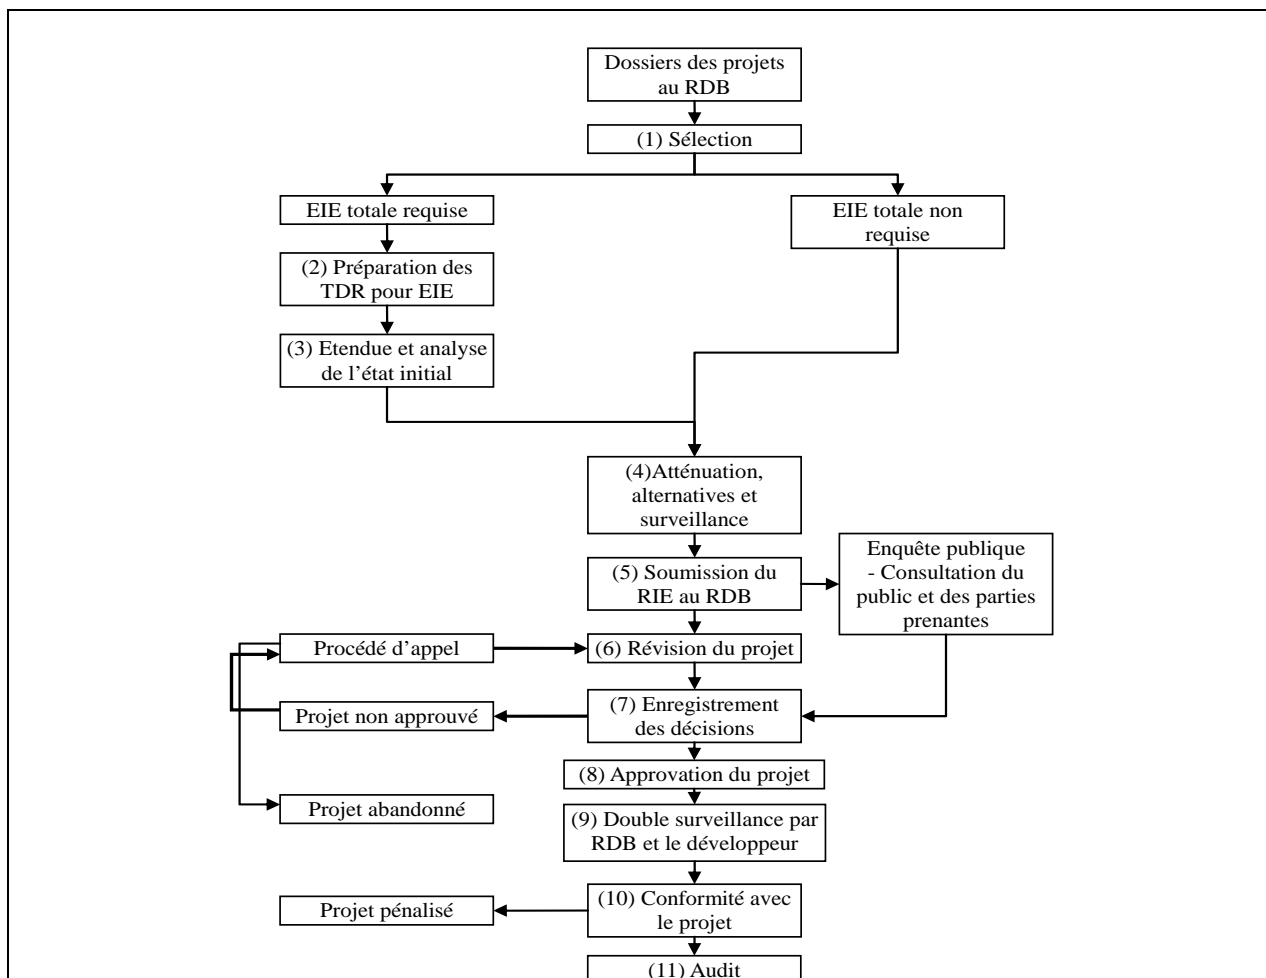 Dossiers des projets
au RDB
(1) Sélection
EIE totale requise
EIE totale non
requise
(2) Préparation des
TDR pour EIE
(3) Etendue et analyse
de l’état initial
(4)Atténuation,
alternatives et
surveillance
Enquête publique
- Consultation du
public et des parties
prenantes
(5) Soumission du
RIE au RDB
Procédé d’appel
(6) Révision du projet
Projet non approuvé
(7) Enregistrement
des décisions
(8) Approvation du projet
Projet abandonné
(9) Double surveillance par
RDB et le développeur
Projet pénalisé
(10) Conformité avec
le projet
(11) Audit